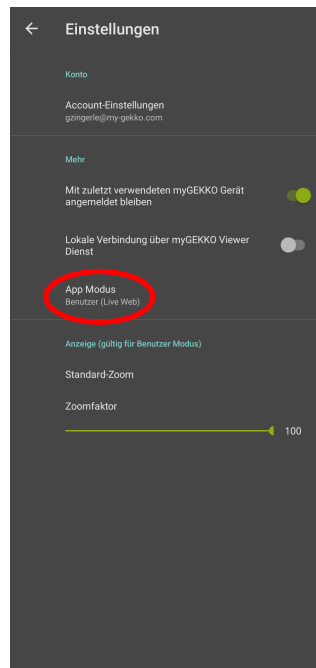 Einstellungen
Konto
Account-Einstellungen
gzingerle@my-gekko.com
Mehr
Mit zuletzt verwendeten myGEKKO Gerät
angemeldet bleiben
Lokale Verbindung über myGEKKO Viewer
Dienst
App Modus
Benutzer (Live Web)
Anzeige (gültig für Benutzer Modus)
Standard-Zoom
Zoomfaktor
100